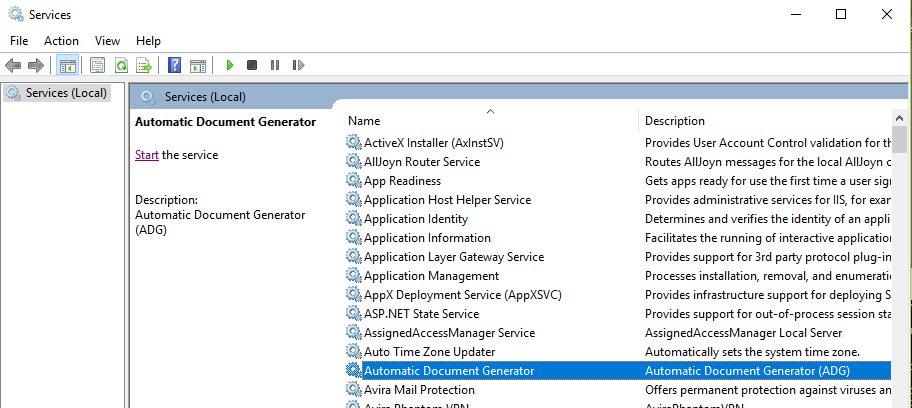 Services
File Action View Help
Services (Local)
Services (Local)
Automatic Document Generator
Start the service
Description:
Automatic Document Generator
(ADG)
Name Description
ActiveX Installer (AxInstSV) Provides User Account Control validation for th
AllJoyn Router Service Routes AllJoyn messages for the local AllJoyn c
App Readiness Gets apps ready for use the first time a user sign
Application Host Helper Service Provides administrative services for IIS, for exam
Application Identity Determines and verifies the identity of an appli
Application Information Facilitates the running of interactive application
Application Layer Gateway Service Provides support for 3rd party protocol plug-in
Application Management Processes installation, removal, and enumeratio
AppX Deployment Service (AppXSVC) Provides infrastructure support for deploying S
ASP.NET State Service Provides support for out-of-process session sta
AssignedAccessManager Service AssignedAccessManager Local Server
Auto Time Zone Updater Automatically sets the system time zone.
Automatic Document Generator Automatic Document Generator (ADG)
Avira Mail Protection Offers permanent protection against viruses an
Avira Phantom VPN AviraPhantomVPN